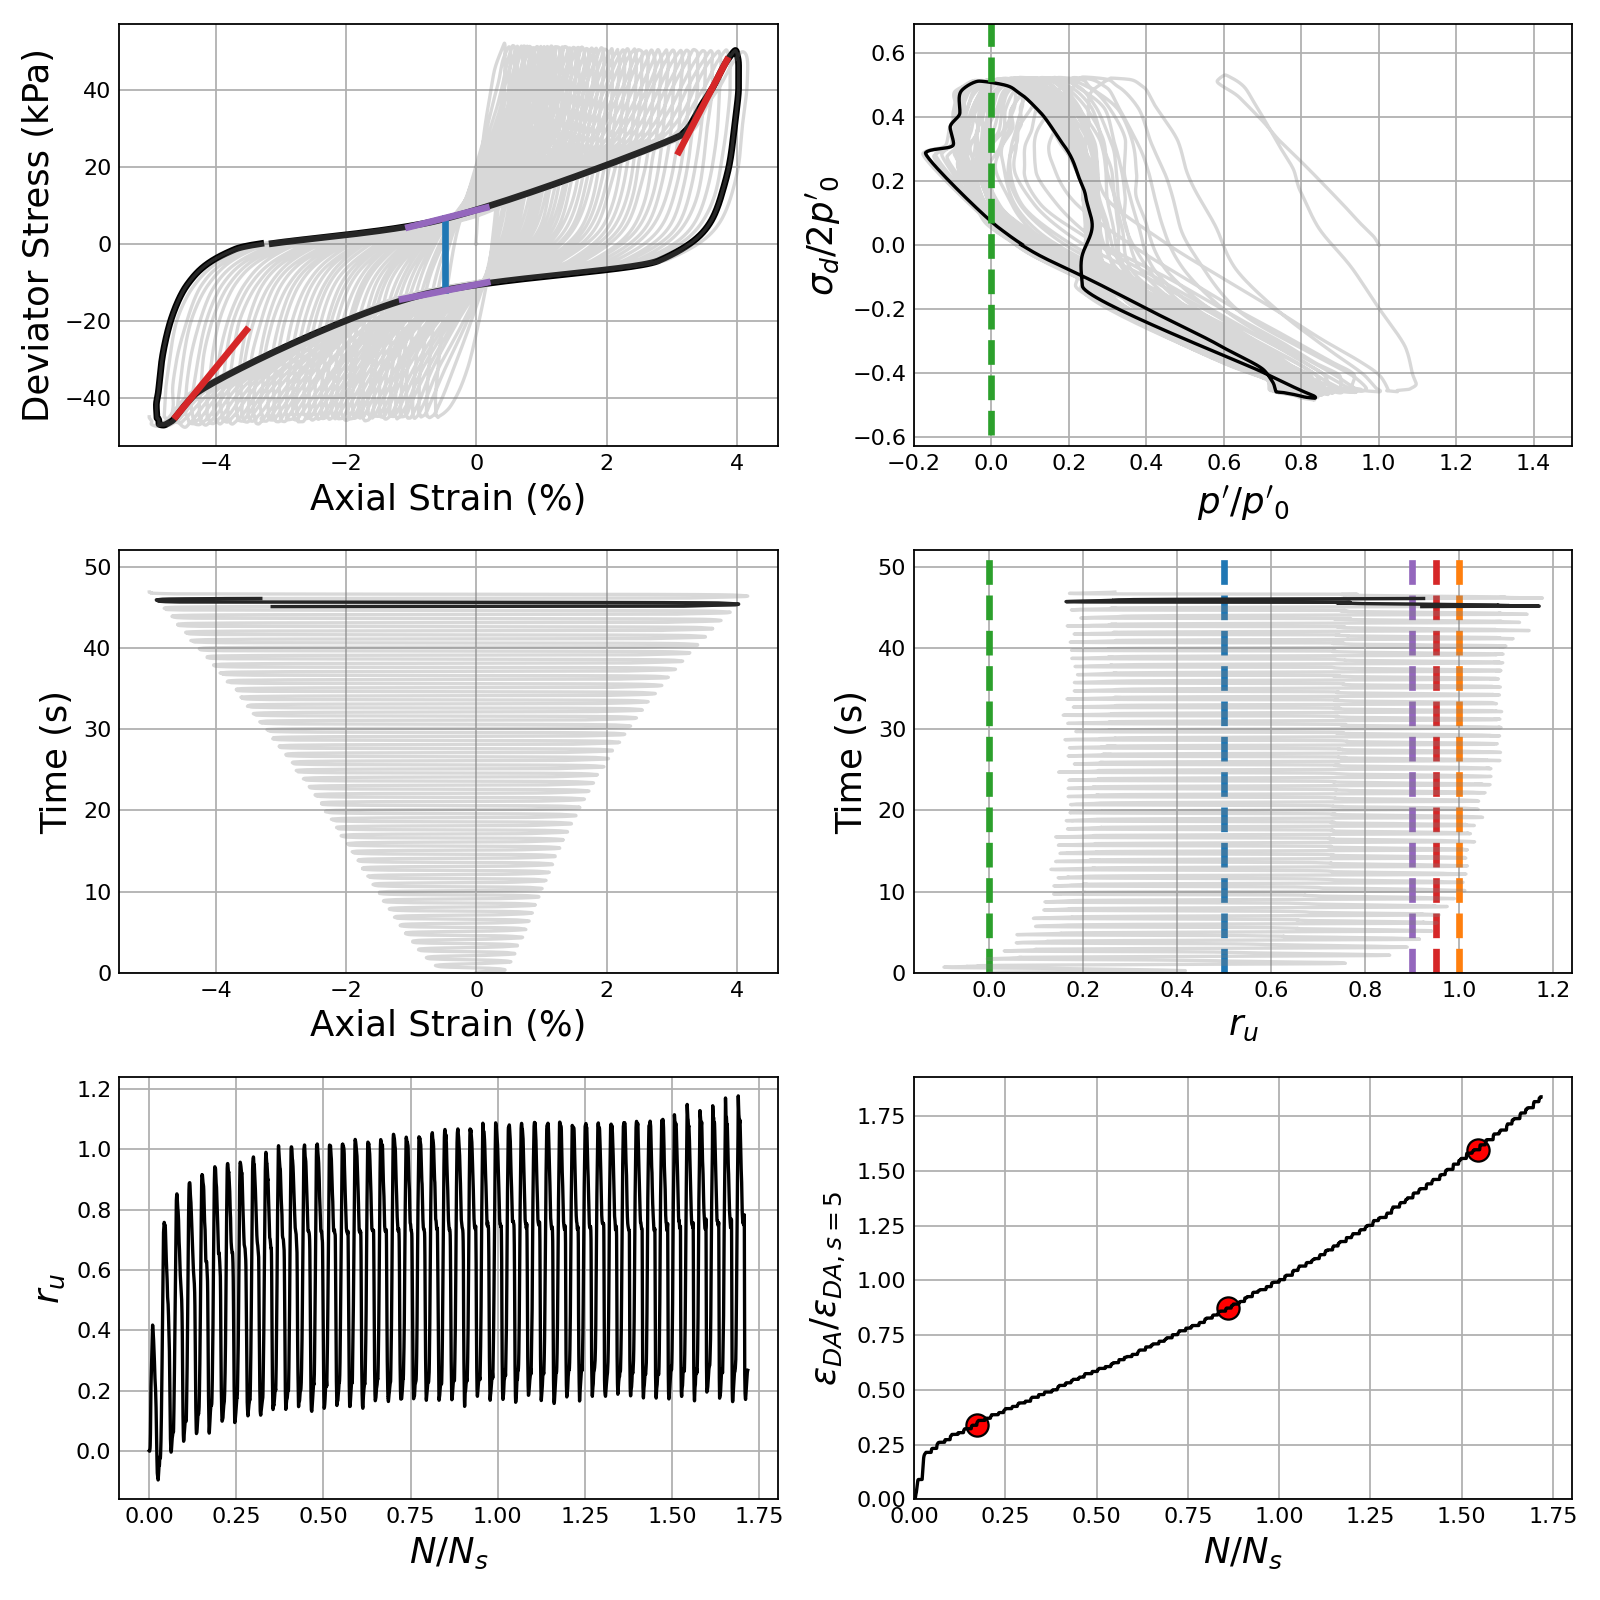 Deviator Stress (kPa)
40
20
0
−20
−40
−4 −2 0 2 4
Axial Strain (%)
σd/2p′0
0.6
0.4
0.2
0.0
−0.2
−0.4
−0.6
−0.2 0.0 0.2 0.4 0.6 0.8 1.0 1.2 1.4
p′/p′0
Time (s)
50
40
30
20
10
0
−4 −2 0 2 4
Axial Strain (%)
Time (s)
50
40
30
20
10
0
0.0 0.2 0.4 0.6 0.8 1.0 1.2
ru
ru
1.2
1.0
0.8
0.6
0.4
0.2
0.0
0.00 0.25 0.50 0.75 1.00 1.25 1.50 1.75
N/Ns
εDA/εDA, s = 5
1.75
1.50
1.25
1.00
0.75
0.50
0.25
0.00
0.00 0.25 0.50 0.75 1.00 1.25 1.50 1.75
N/Ns